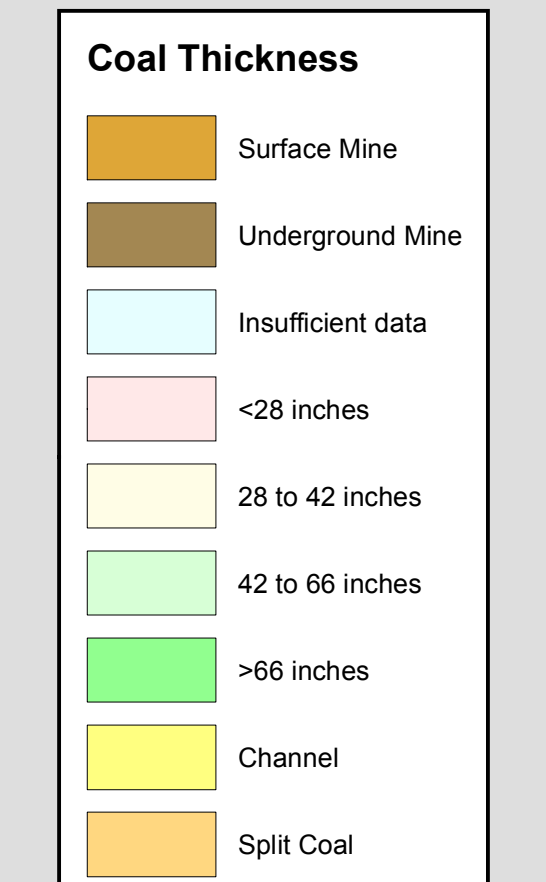 Coal Thickness
Surface Mine
Underground Mine
Insufficient data
<28 inches
28 to 42 inches
42 to 66 inches
>66 inches
Channel
Split Coal